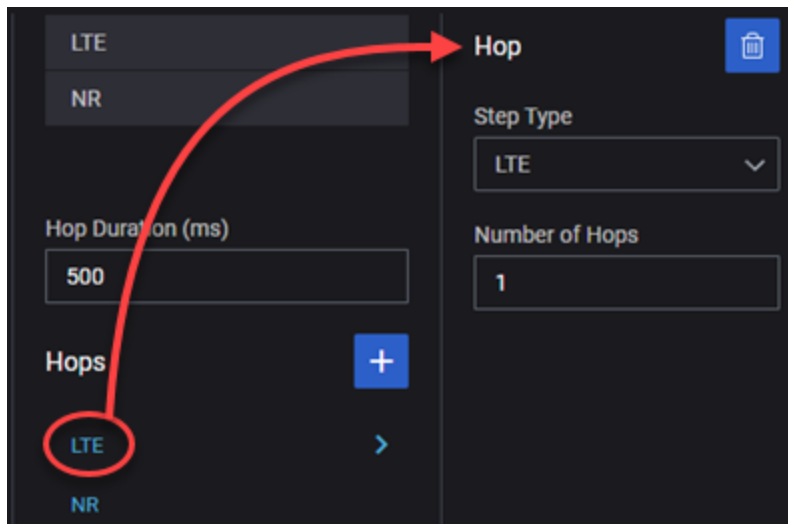 LTE
NR
Hop Duration (ms)
500
Hops
LTE
NR
Hop
Step Type
LTE
Number of Hops
1